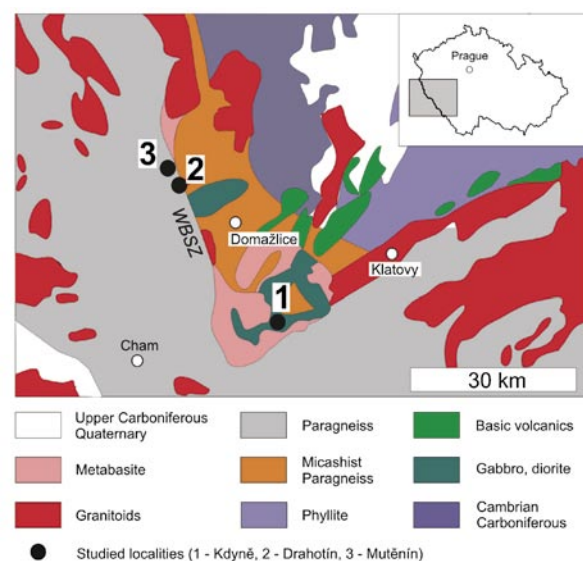 Prague
3
2
WBSZ
Domažlice
Klatovy
1
Cham
30 km
Upper Carboniferous
Quaternary
Paragneiss
Basic volcanics
Metabasite
Micashist
Paragneiss
Gabbro, diorite
Granitoids
Phyllite
Cambrian
Carboniferous
Studied localities (1 - Kdyně, 2 - Drahotín, 3 - Mutěnín)